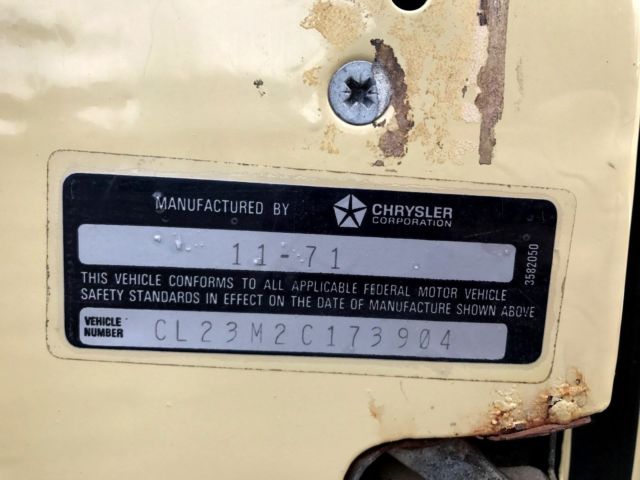 MANUFACTURED BY CHRYSLER CORPORATION
11-71
THIS VEHICLE CONFORMS TO ALL APPLICABLE FEDERAL MOTOR VEHICLE
SAFETY STANDARDS IN EFFECT ON THE DATE OF MANUFACTURE SHOWN ABOVE
VEHICLE NUMBER CL23M2C173904
3582050